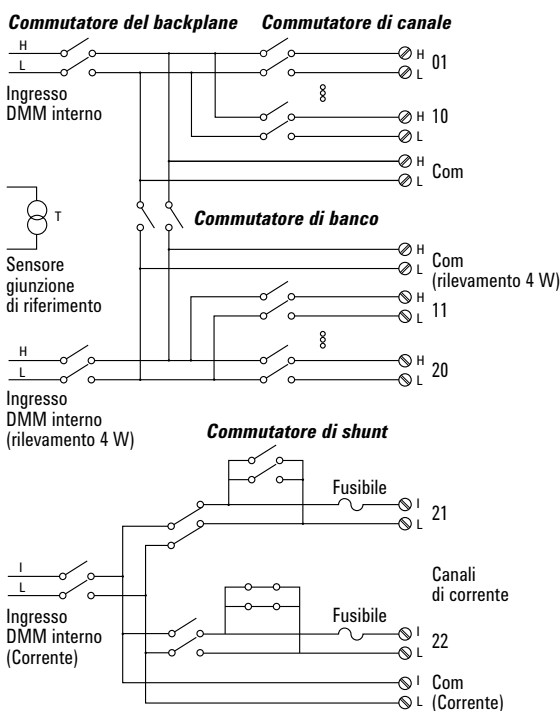 Commutatore del backplane
Commutatore di canale
H
L
Ingresso
DMM interno
H
L
01
H
L
10
H
L
Com
T
Sensore
giunzione
di riferimento
Commutatore di banco
H
L
Com
(rilevamento 4 W)
H
L
11
H
L
20
H
L
Ingresso
DMM interno
(rilevamento 4 W)
Commutatore di shunt
Fusibile
I
L
21
I
L
Ingresso
DMM interno
(Corrente)
Canali
di corrente
Fusibile
I
L
22
I
L
Com
(Corrente)